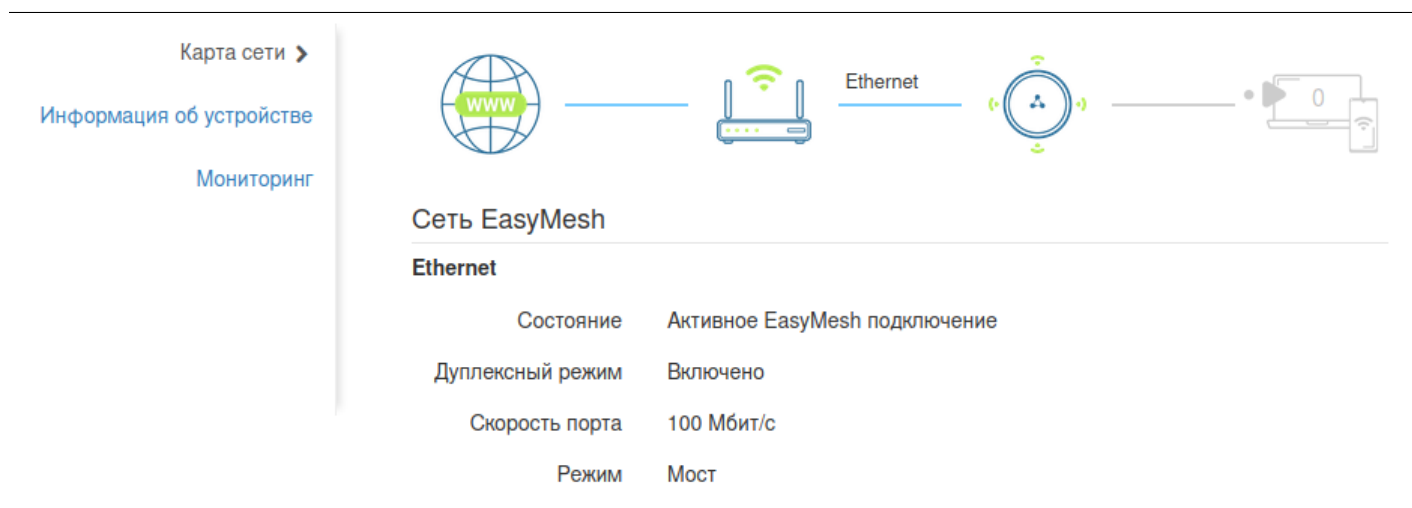 Карта сети
Информация об устройстве
Мониторинг
WWW
Ethernet
0
Сеть EasyMesh
Ethernet
Состояние Активное EasyMesh подключение
Дуплексный режим Включено
Скорость порта 100 Мбит/с
Режим Мост